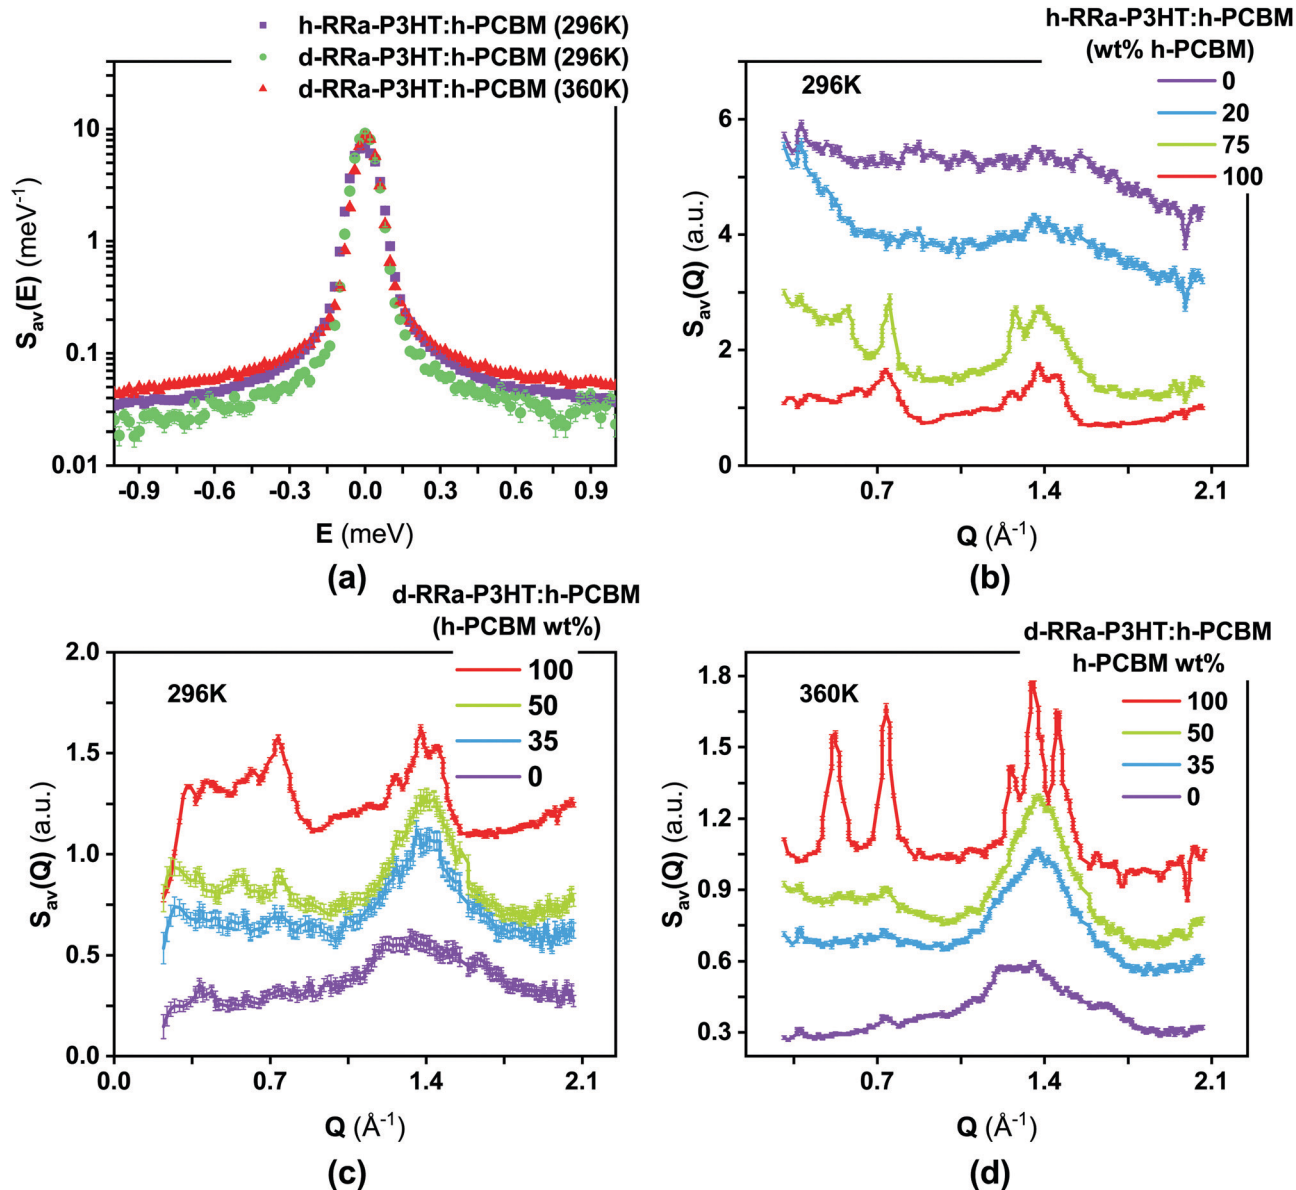 h-RRa-P3HT:h-PCBM (296K)
d-RRa-P3HT:h-PCBM (296K)
d-RRa-P3HT:h-PCBM (360K)
10
1
0.1
0.01
-0.9 -0.6 -0.3 0.0 0.3 0.6 0.9
Sav(E) (meV-1)
E (meV)
(a)
h-RRa-P3HT:h-PCBM
(wt% h-PCBM)
0
20
75
100
296K
6
4
2
0
0.7 1.4 2.1
Sav(Q) (a.u.)
Q (Å-1)
(b)
d-RRa-P3HT:h-PCBM
(h-PCBM wt%)
100
50
35
0
296K
2.0
1.5
1.0
0.5
0.0
0.0 0.7 1.4 2.1
Sav(Q) (a.u.)
Q (Å-1)
(c)
d-RRa-P3HT:h-PCBM
h-PCBM wt%
100
50
35
0
360K
1.8
1.5
1.2
0.9
0.6
0.3
0.7 1.4 2.1
Sav(Q) (a.u.)
Q (Å-1)
(d)